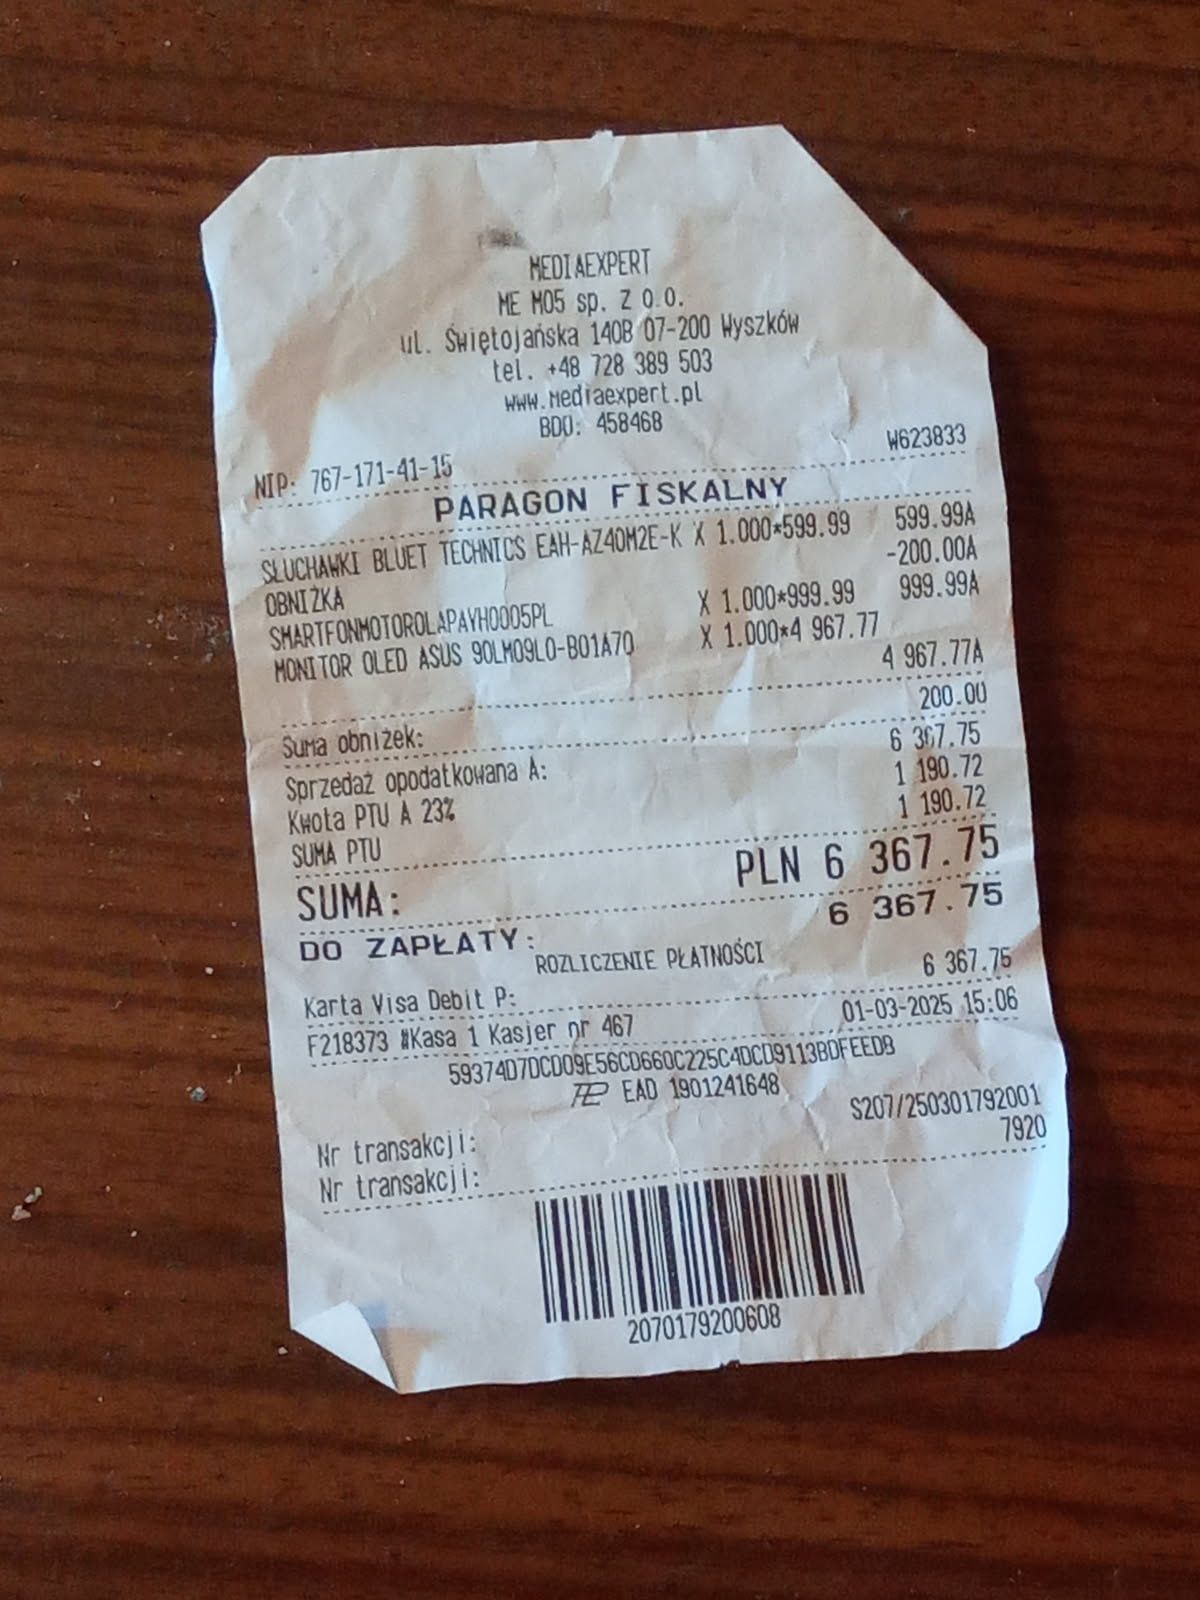 MEDIAEXPERT
ME M05 sp. Z O.O.
ul. Świętojańska 140B 07-200 Wyszków
tel. +48 728 389 503
www.mediaexpert.pl
BDO: 458468
NIP: 767-171-41-15 W623833
PARAGON FISKALNY
SŁUCHAWKI BLUET TECHNICS EAH-AZ40M2E-K X 1.000*599.99 599.99A
OBNIŻKA -200.00A
SMARTFONMOTOROLAPAYH0005PL X 1.000*999.99 999.99A
MONITOR OLED ASUS 90LM09L0-B01A70 X 1.000*4 967.77
4 967.77A
Suma obniżek: 200.00
Sprzedaż opodatkowana A: 6 367.75
Kwota PTU A 23% 1 190.72
SUMA PTU 1 190.72
SUMA: PLN 6 367.75
DO ZAPŁATY: 6 367.75
ROZLICZENIE PŁATNOŚCI
Karta Visa Debit P: 6 367.75
F218373 #Kasa 1 Kasjer nr 467 01-03-2025 15:06
59374D7DCD09E56CD660C225C4DCD9113BDFEEDB
EAD 1901241648
Nr transakcji: S207/250301792001
Nr transakcji: 7920
2070179200608